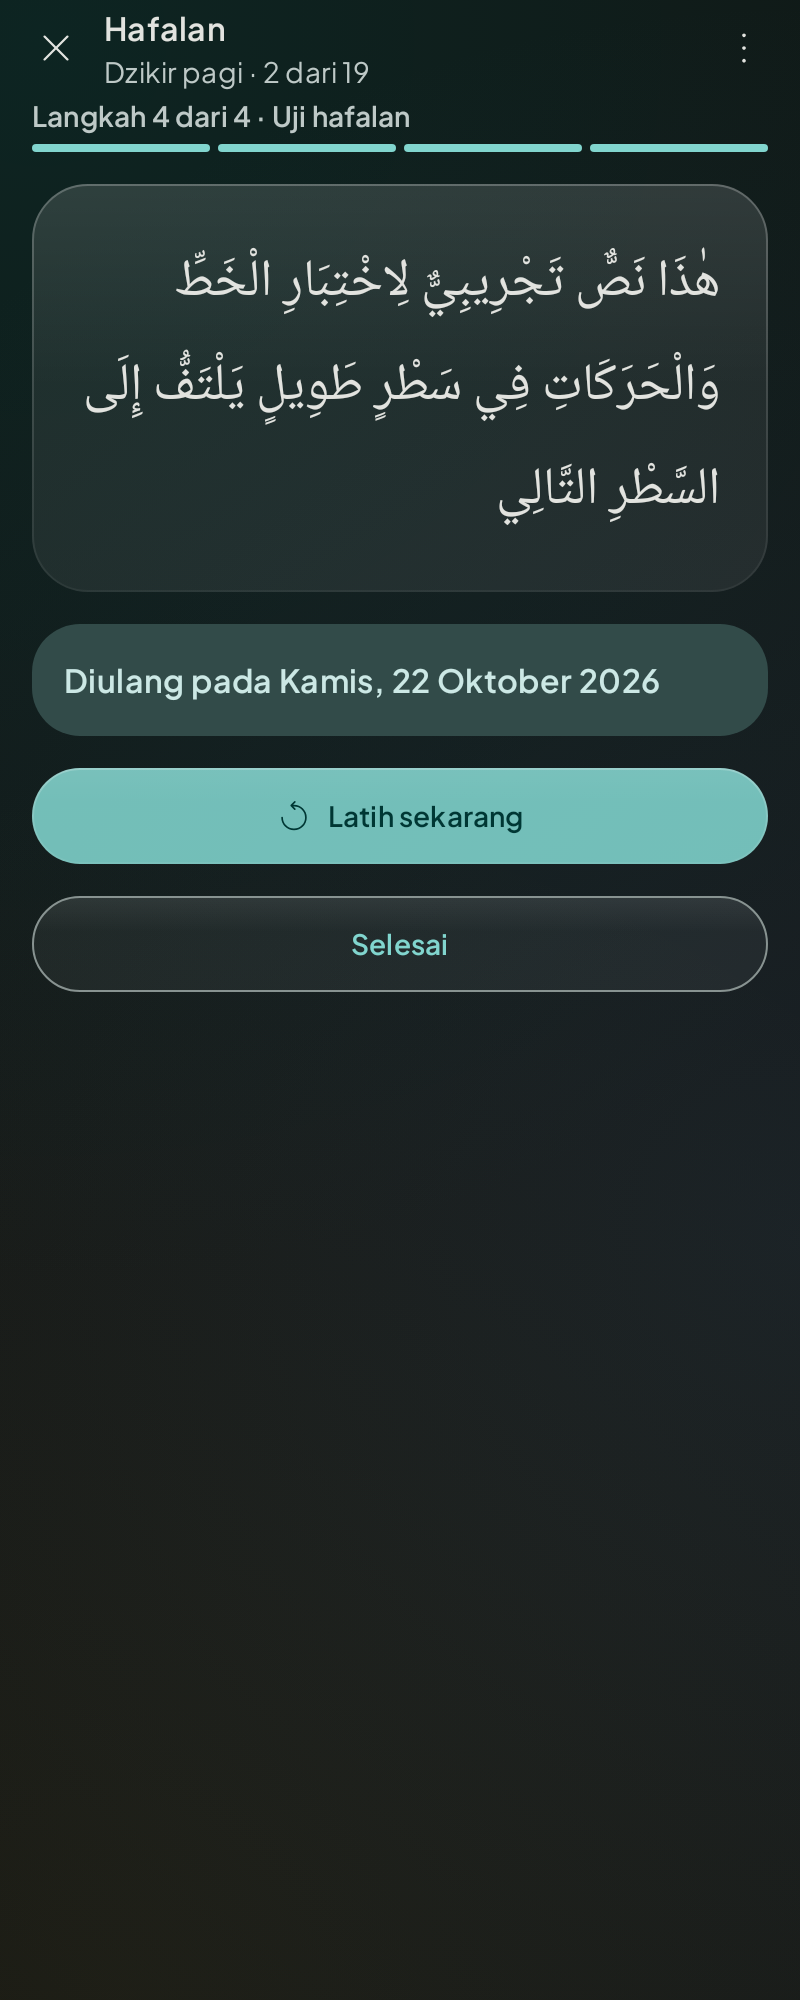 Hafalan
Dzikir pagi · 2 dari 19
Langkah 4 dari 4 · Uji hafalan
هٰذَا نَصٌّ تَجْرِيبِيٌّ لِاخْتِبَارِ الْخَطِّ
وَالْحَرَكَاتِ فِي سَطْرٍ طَوِيلٍ يَلْتَفُّ إِلَى
السَّطْرِ التَّالِي
Diulang pada Kamis, 22 Oktober 2026
Latih sekarang
Selesai